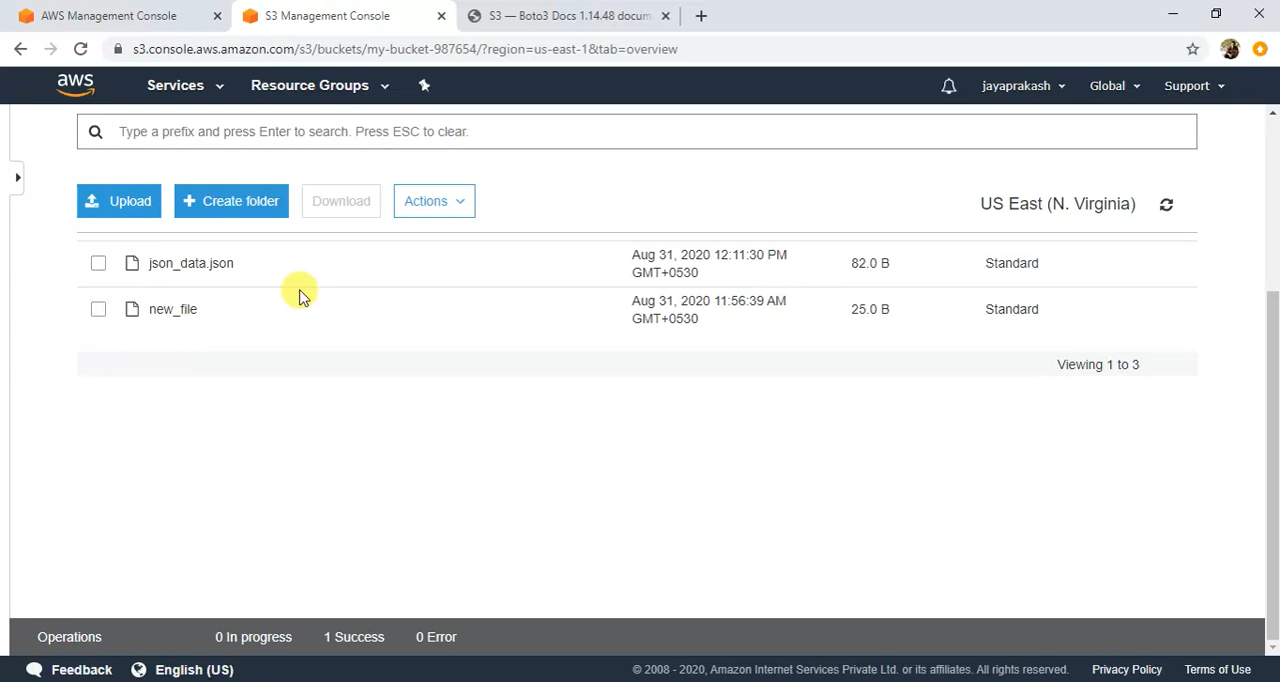 AWS Management Console
S3 Management Console
S3 — Boto3 Docs 1.14.48 docum
s3.console.aws.amazon.com/s3/buckets/my-bucket-987654/?region=us-east-1&tab=overview
aws Services Resource Groups jayaprakash Global Support
Type a prefix and press Enter to search. Press ESC to clear.
Upload Create folder Download Actions US East (N. Virginia)
json_data.json Aug 31, 2020 12:11:30 PM GMT+0530 82.0 B Standard
new_file Aug 31, 2020 11:56:39 AM GMT+0530 25.0 B Standard
Viewing 1 to 3
Operations 0 In progress 1 Success 0 Error
Feedback English (US) © 2008 - 2020, Amazon Internet Services Private Ltd. or its affiliates. All rights reserved. Privacy Policy Terms of Use